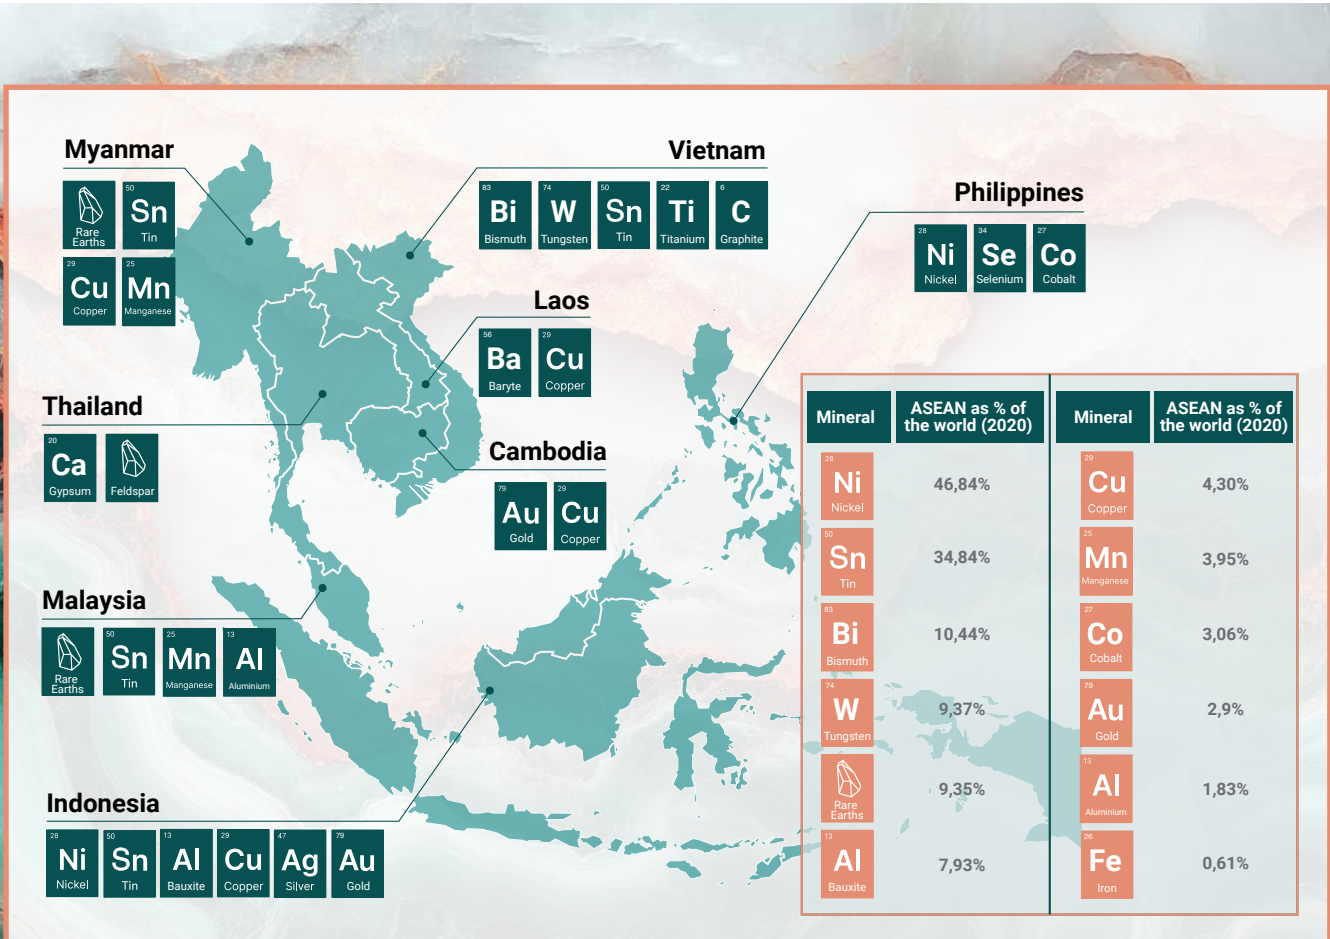 Myanmar
Rare
Earths
50
Sn
Tin
29
Cu
Copper
25
Mn
Manganese
Vietnam
83
Bi
Bismuth
74
W
Tungsten
50
Sn
Tin
22
Ti
Titanium
6
C
Graphite
Philippines
28
Ni
Nickel
34
Se
Selenium
27
Co
Cobalt
Laos
56
Ba
Baryte
29
Cu
Copper
Thailand
20
Ca
Gypsum
Feldspar
Cambodia
79
Au
Gold
29
Cu
Copper
Malaysia
Rare
Earths
50
Sn
Tin
25
Mn
Manganese
13
Al
Aluminium
Indonesia
28
Ni
Nickel
50
Sn
Tin
13
Al
Bauxite
29
Cu
Copper
47
Ag
Silver
79
Au
Gold
Mineral
ASEAN as % of
the world (2020)
28
Ni
Nickel
46,84%
50
Sn
Tin
34,84%
83
Bi
Bismuth
10,44%
74
W
Tungsten
9,37%
Rare
Earths
9,35%
13
Al
Bauxite
7,93%
Mineral
ASEAN as % of
the world (2020)
29
Cu
Copper
4,30%
25
Mn
Manganese
3,95%
27
Co
Cobalt
3,06%
79
Au
Gold
2,9%
13
Al
Aluminium
1,83%
26
Fe
Iron
0,61%